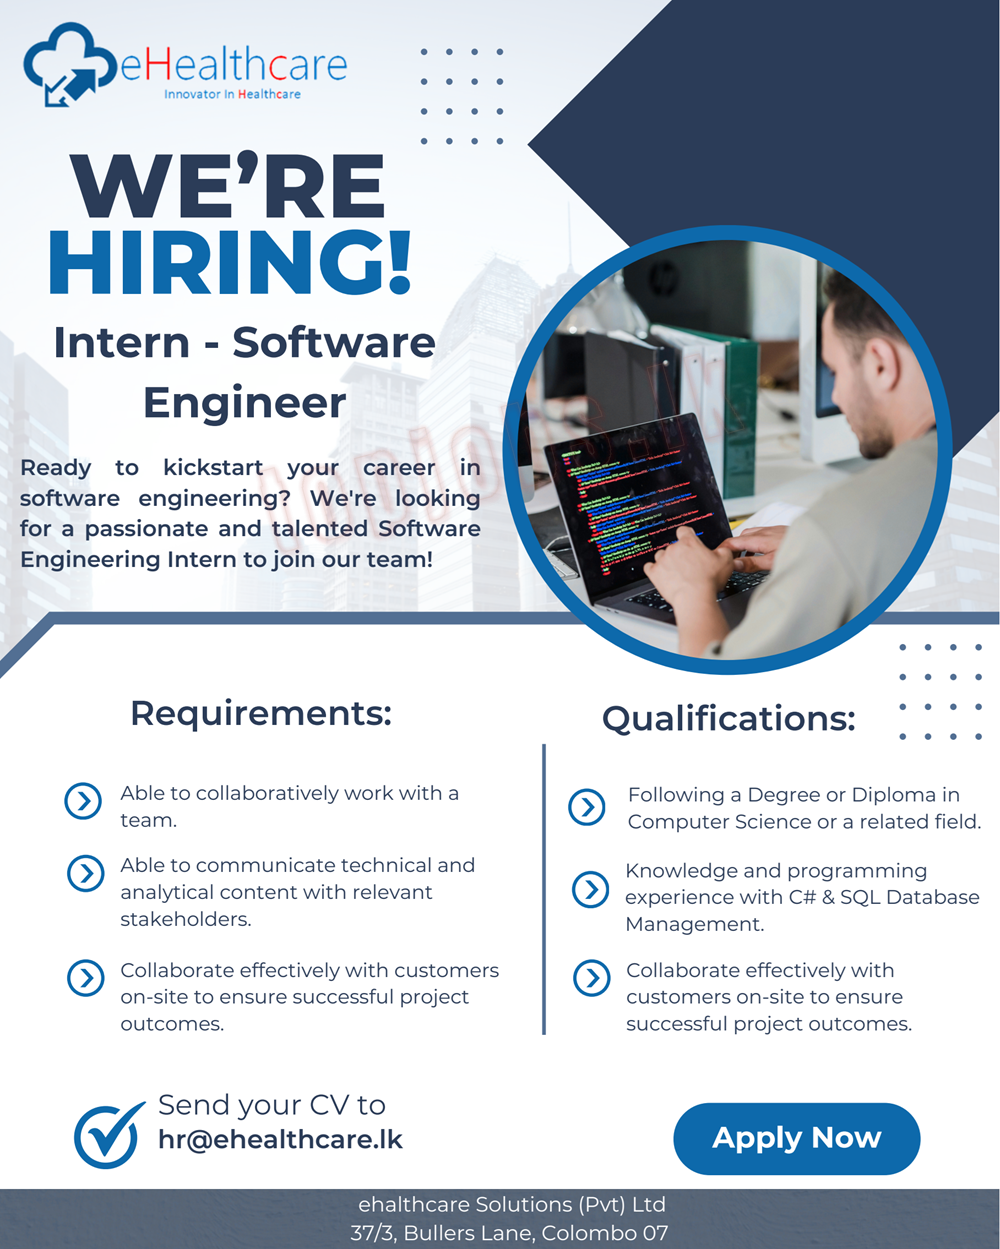 eHealthcare
Innovator In Healthcare
WE'RE
HIRING!
Intern - Software
Engineer
Ready to kickstart your career in
software engineering? We're looking
for a passionate and talented Software
Engineering Intern to join our team!
Requirements:
Able to collaboratively work with a
team.
Able to communicate technical and
analytical content with relevant
stakeholders.
Collaborate effectively with customers
on-site to ensure successful project
outcomes.
Qualifications:
Following a Degree or Diploma in
Computer Science or a related field.
Knowledge and programming
experience with C# & SQL Database
Management.
Collaborate effectively with
customers on-site to ensure
successful project outcomes.
Send your CV to
hr@ehealthcare.lk
Apply Now
ehalthcare Solutions (Pvt) Ltd
37/3, Bullers Lane, Colombo 07